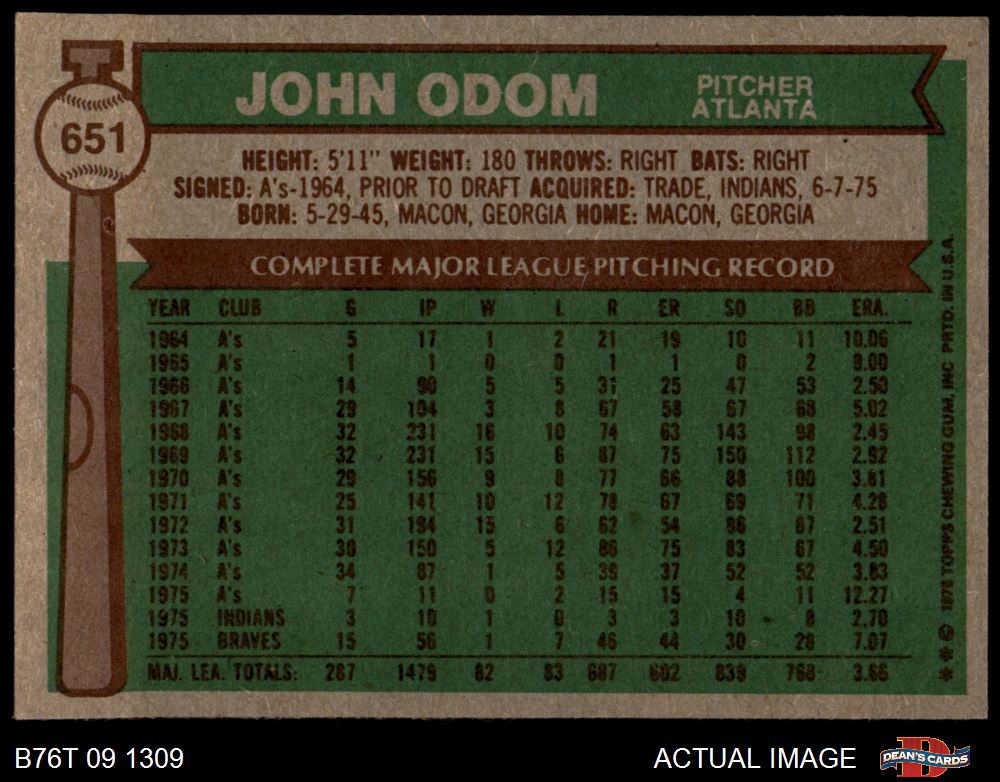 651
JOHN ODOM
PITCHER
ATLANTA
HEIGHT: 5'11" WEIGHT: 180 THROWS: RIGHT BATS: RIGHT
SIGNED: A's-1964, PRIOR TO DRAFT ACQUIRED: TRADE, INDIANS, 6-7-75
BORN: 5-29-45, MACON, GEORGIA HOME: MACON, GEORGIA
COMPLETE MAJOR LEAGUE PITCHING RECORD
YEAR CLUB G IP W L R ER SO BB ERA.
1964 A's 5 17 1 2 21 19 10 11 10.06
1965 A's 1 1 0 0 1 1 0 2 9.00
1966 A's 14 90 5 5 31 25 47 53 2.50
1967 A's 29 104 3 8 67 58 67 68 5.02
1968 A's 32 231 16 10 74 63 143 98 2.45
1969 A's 32 231 15 6 87 75 150 112 2.92
1970 A's 29 156 9 8 77 66 88 100 3.81
1971 A's 25 141 10 12 78 67 69 71 4.28
1972 A's 31 194 15 6 62 54 86 87 2.51
1973 A's 30 150 5 12 86 75 83 67 4.50
1974 A's 34 87 1 5 39 37 52 52 3.83
1975 A's 7 11 0 2 15 15 4 11 12.27
1975 INDIANS 3 10 1 0 3 3 10 8 2.70
1975 BRAVES 15 56 1 7 46 44 30 28 7.07
MAJ. LEA. TOTALS: 287 1479 82 83 687 602 839 768 3.66
* * © 1976 TOPPS CHEWING GUM, INC PRTD. IN U.S.A.
B76T 09 1309
ACTUAL IMAGE
DEAN'S CARDS